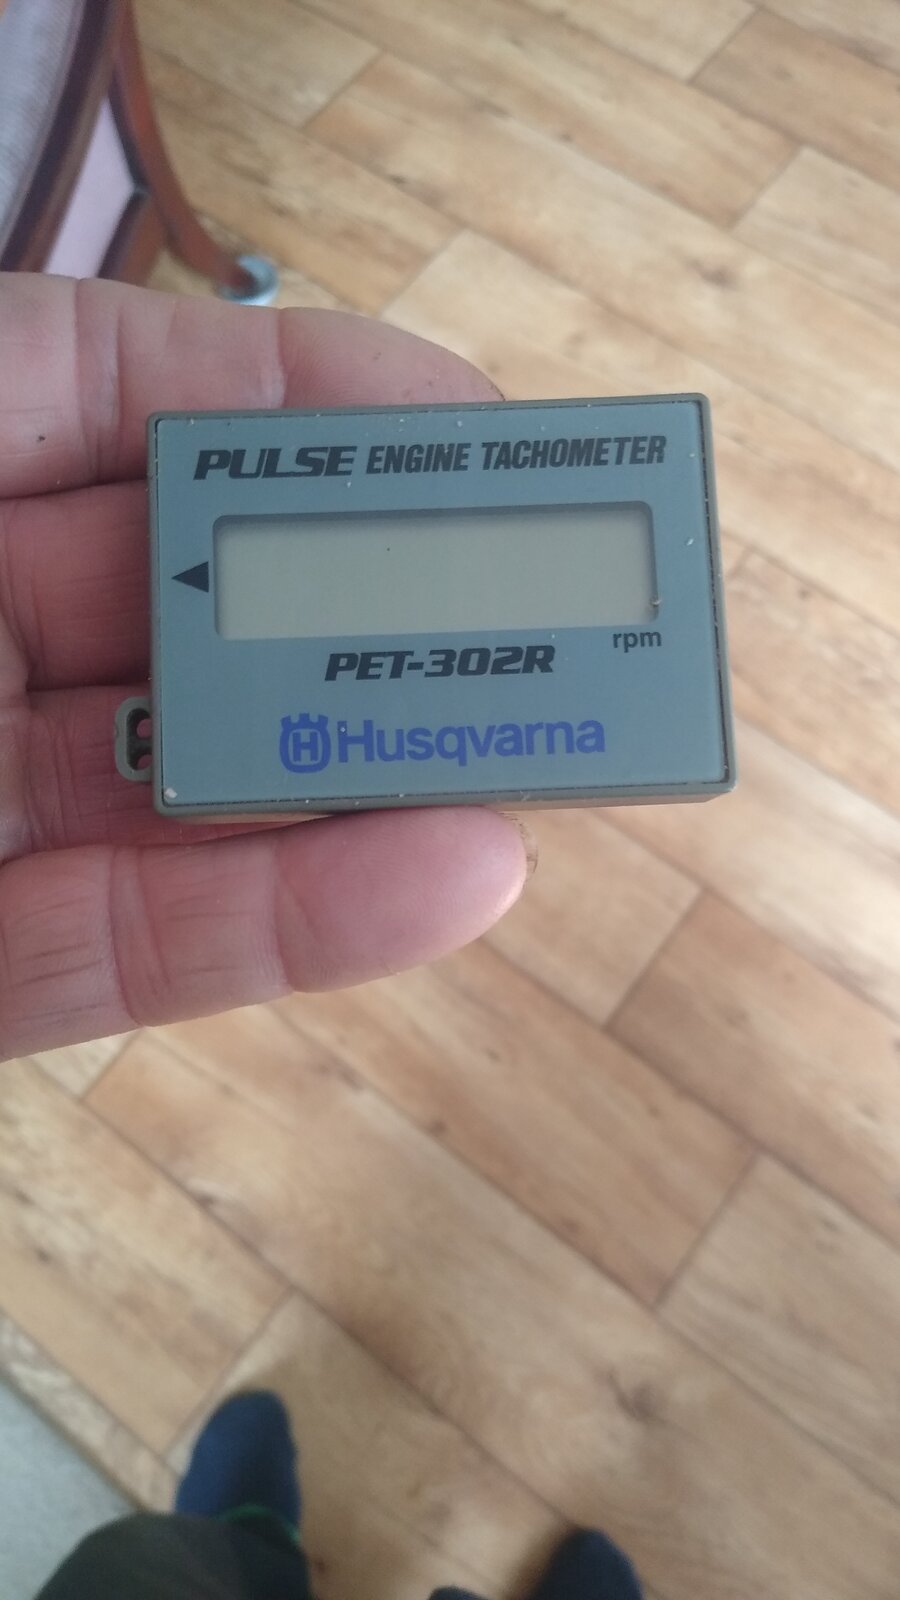 PULSE ENGINE TACHOMETER
rpm
PET-302R
H Husqvarna